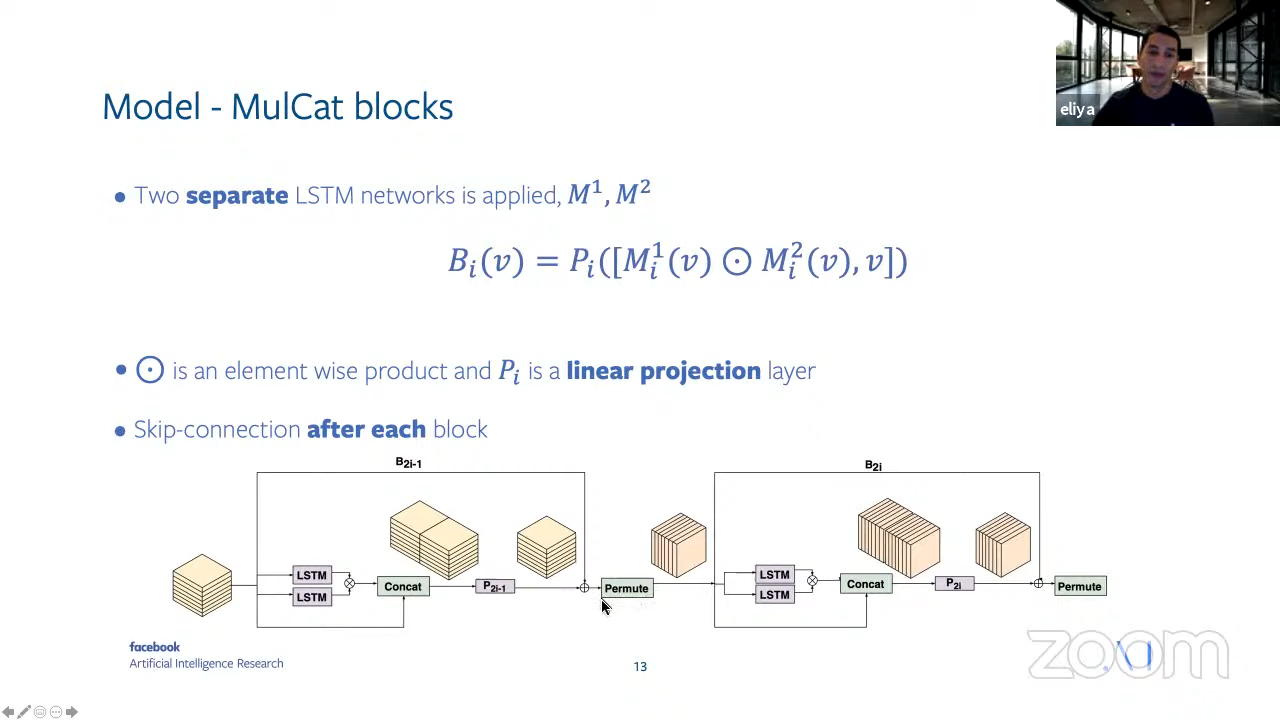 eliya
Model - MulCat blocks
• Two separate LSTM networks is applied, M¹, M²
Bᵢ(v) = Pᵢ([Mᵢ¹(v) ⊙ Mᵢ²(v), v])
• ⊙ is an element wise product and Pᵢ is a linear projection layer
• Skip-connection after each block
B2i-1
B2i
LSTM
LSTM
Concat
P2i-1
Permute
LSTM
LSTM
Concat
P2i
Permute
facebook
Artificial Intelligence Research
13
zoom